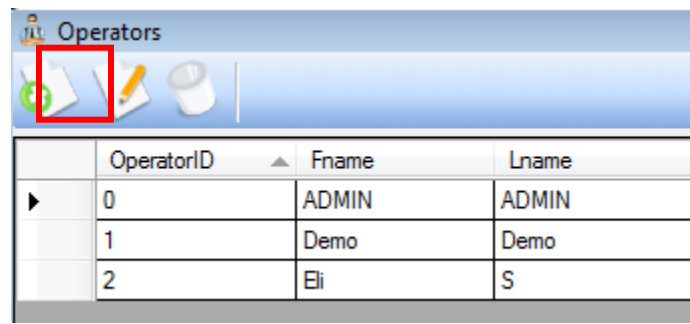 Operators
OperatorID Fname Lname
0 ADMIN ADMIN
1 Demo Demo
2 Eli S